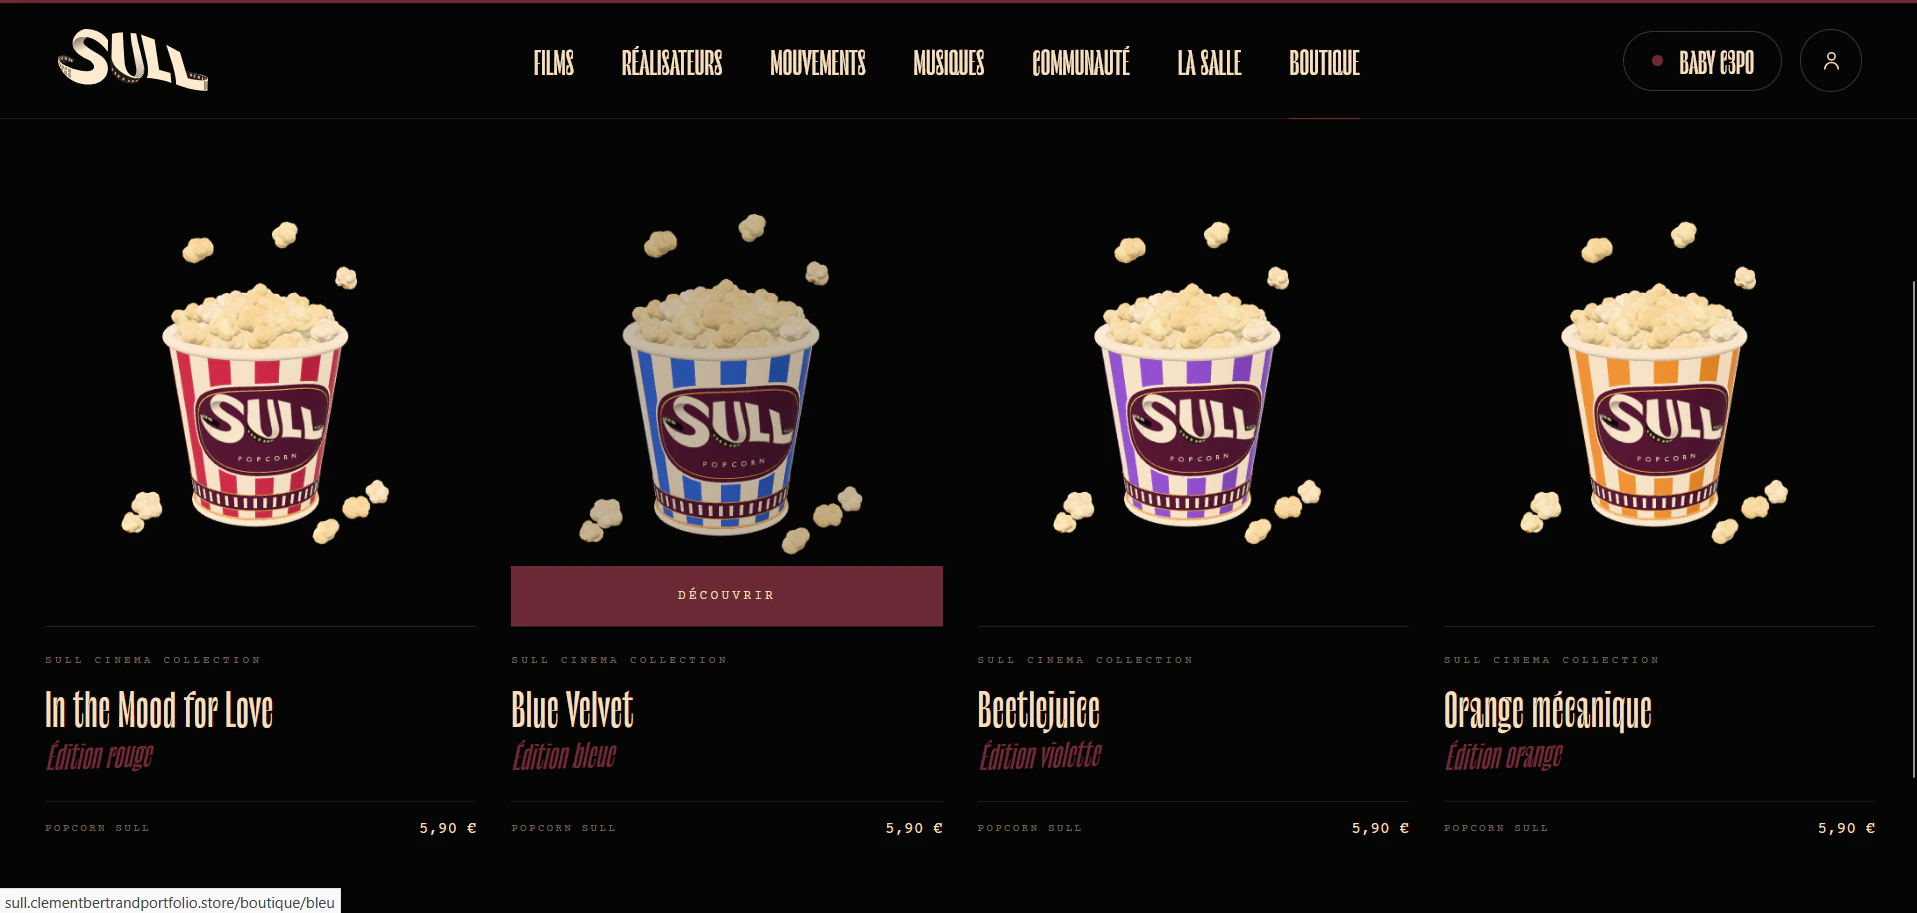 SULL
FILMS RÉALISATEURS MOUVEMENTS MUSIQUES COMMUNAUTÉ LA SALLE BOUTIQUE
BABY C3PO
SULL
POPCORN
SULL
POPCORN
SULL
POPCORN
SULL
POPCORN
DÉCOUVRIR
SULL CINEMA COLLECTION
In the Mood for Love
Édition rouge
POPCORN SULL 5,90 €
SULL CINEMA COLLECTION
Blue Velvet
Édition bleue
POPCORN SULL 5,90 €
SULL CINEMA COLLECTION
Beetlejuice
Édition violette
POPCORN SULL 5,90 €
SULL CINEMA COLLECTION
Orange mécanique
Édition orange
POPCORN SULL 5,90 €
sull.clementbertrandportfolio.store/boutique/bleu